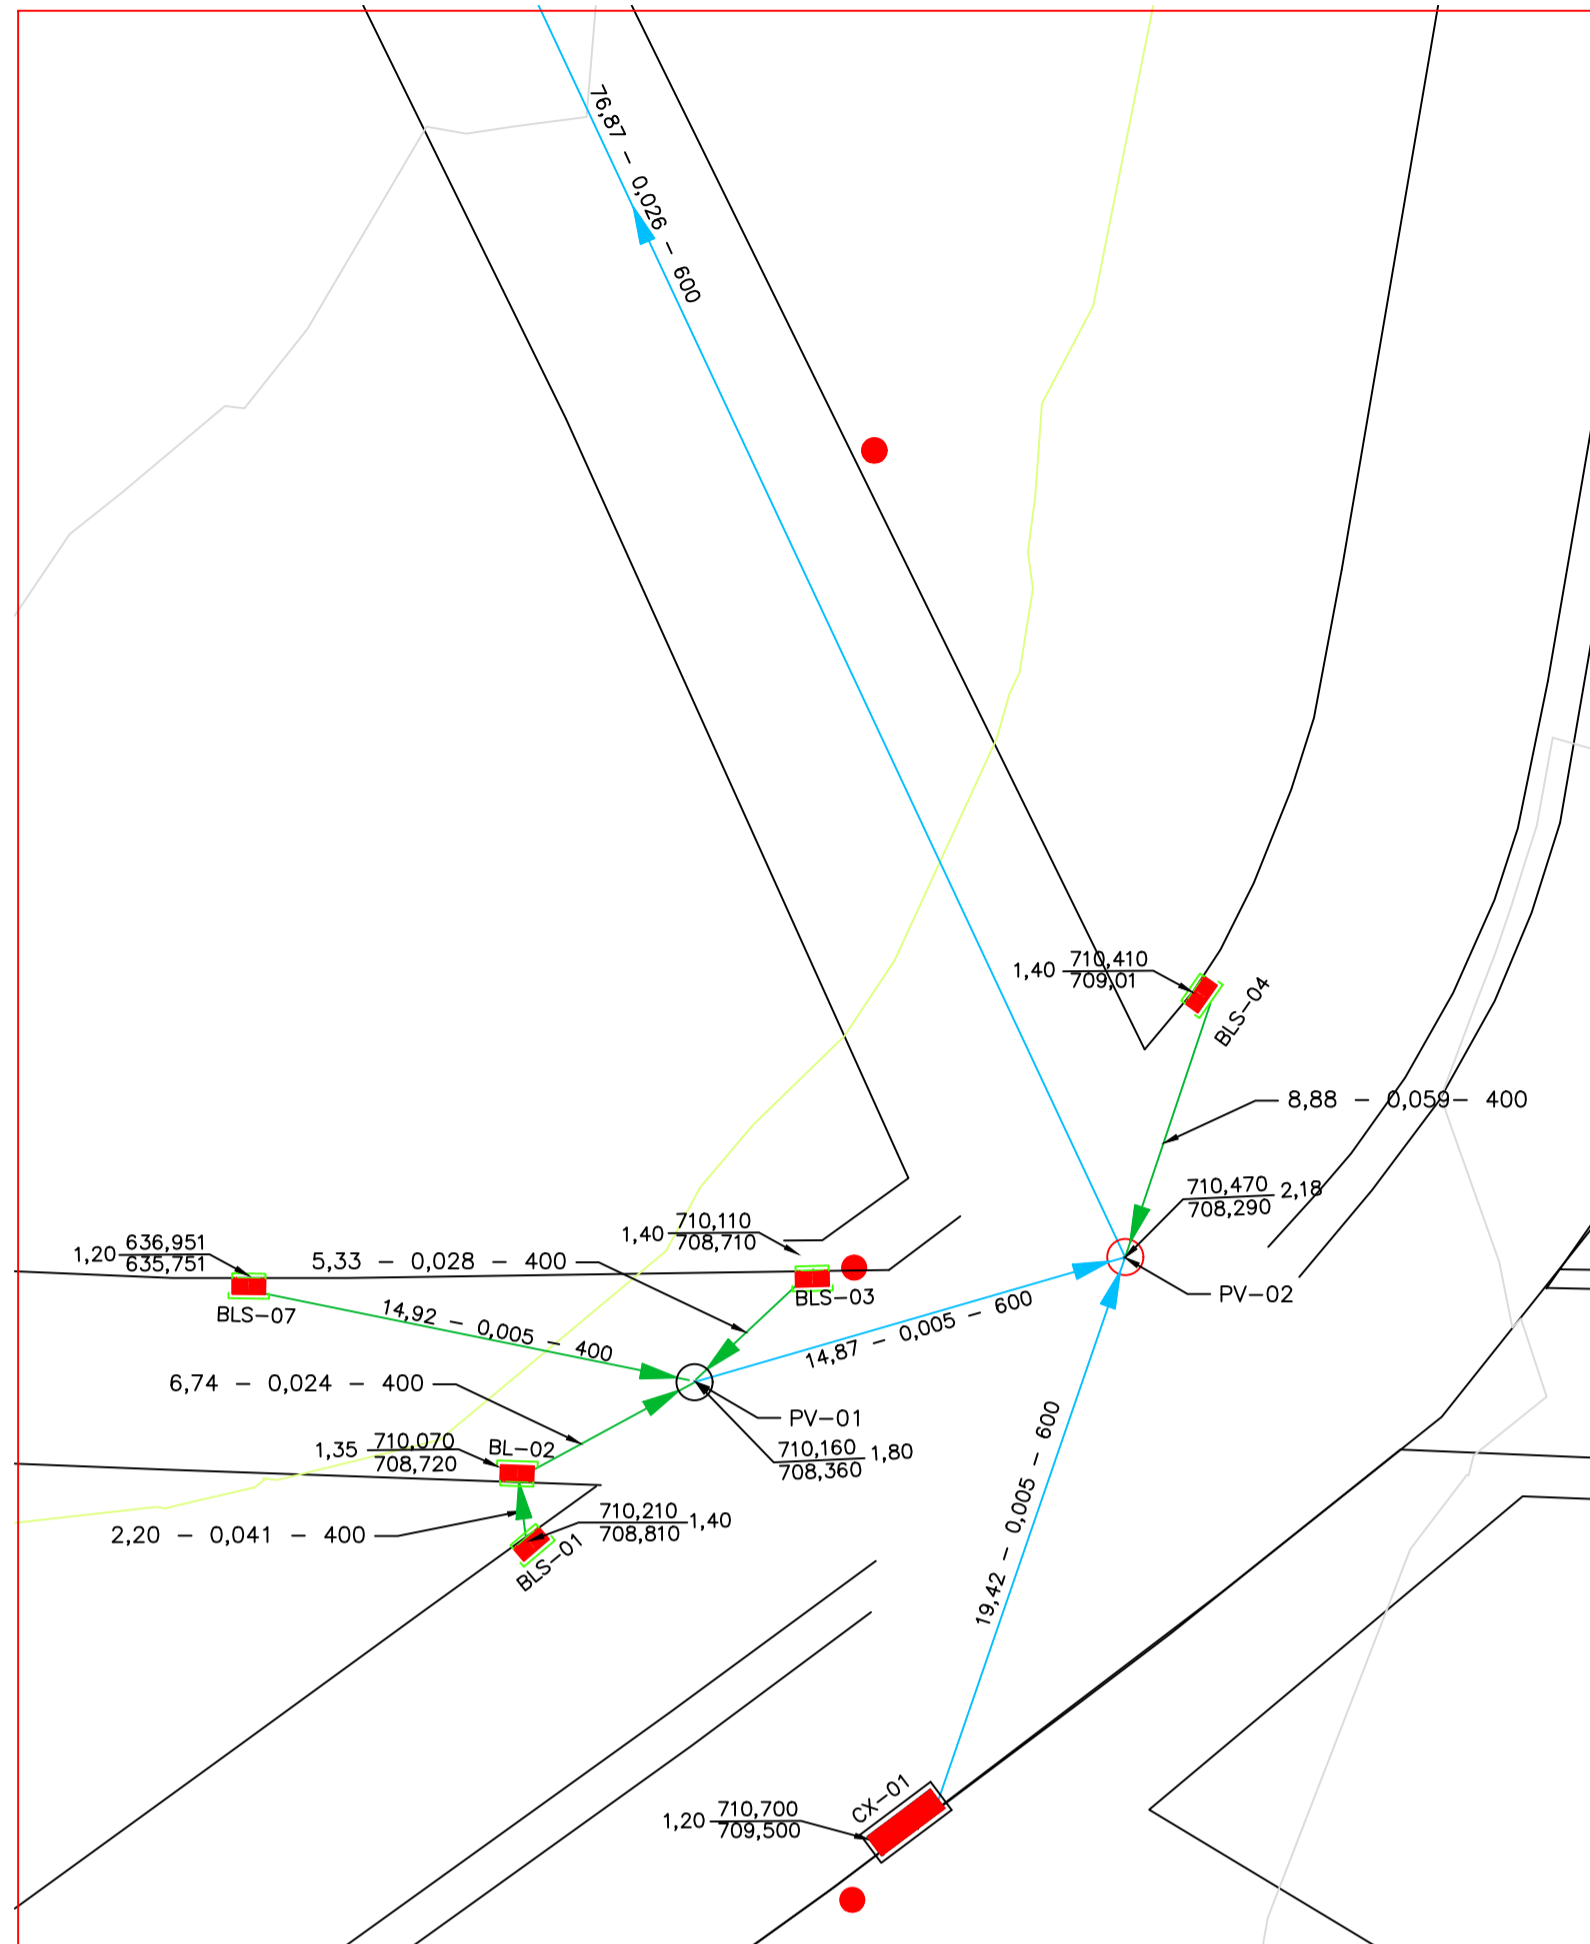 76,87 - 0,026 - 600
1,40 710,410
709,01
BLS-04
8,88 - 0,059- 400
710,470 2,18
708,290
PV-02
1,40 710,110
708,710
1,20 636,951
635,751
5,33 - 0,028 - 400
BLS-03
BLS-07
14,92 - 0,005 - 400
14,87 - 0,005 - 600
6,74 - 0,024 - 400
PV-01
710,160 1,80
708,360
1,35 710,070
708,720
BL-02
710,210 1,40
708,810
2,20 - 0,041 - 400
BLS-01
19,42 - 0,005 - 600
CX-01
1,20 710,700
709,500